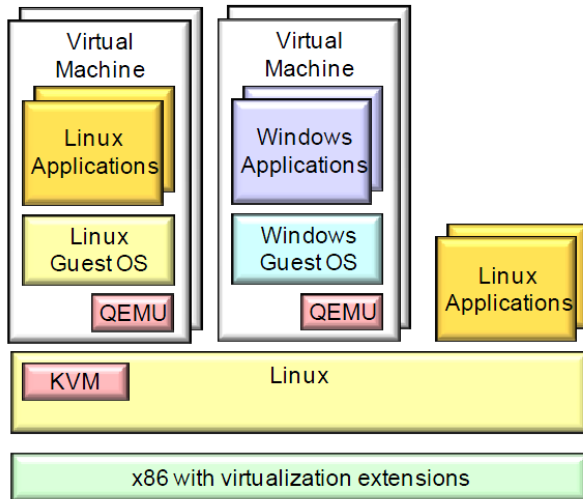 Virtual
Machine
Linux
Applications
Linux
Guest OS
QEMU
Virtual
Machine
Windows
Applications
Windows
Guest OS
QEMU
Linux
Applications
KVM
Linux
x86 with virtualization extensions